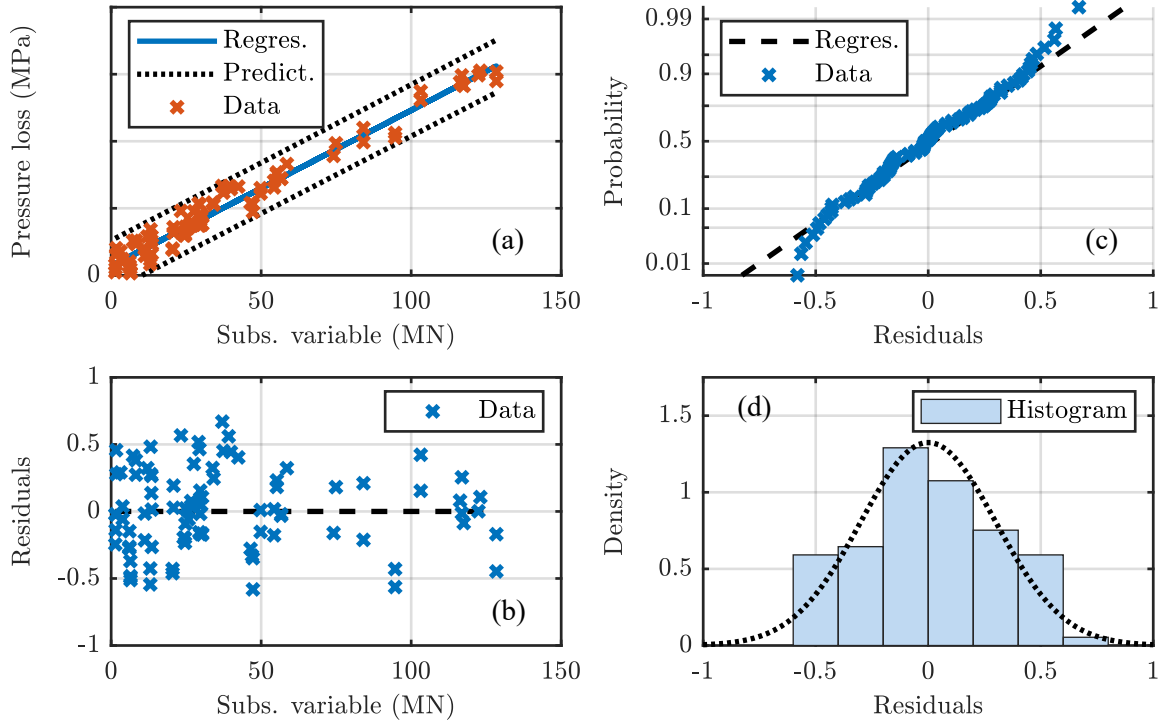 Pressure loss (MPa)
Regres.
Predict.
Data
(a)
0
0
50
100
150
Subs. variable (MN)
Probability
0.99
0.9
0.5
0.1
0.01
Regres.
Data
(c)
-1
-0.5
0
0.5
1
Residuals
Residuals
1
0.5
0
-0.5
-1
Data
(b)
0
50
100
150
Subs. variable (MN)
Density
1.5
1
0.5
0
(d)
Histogram
-1
-0.5
0
0.5
1
Residuals